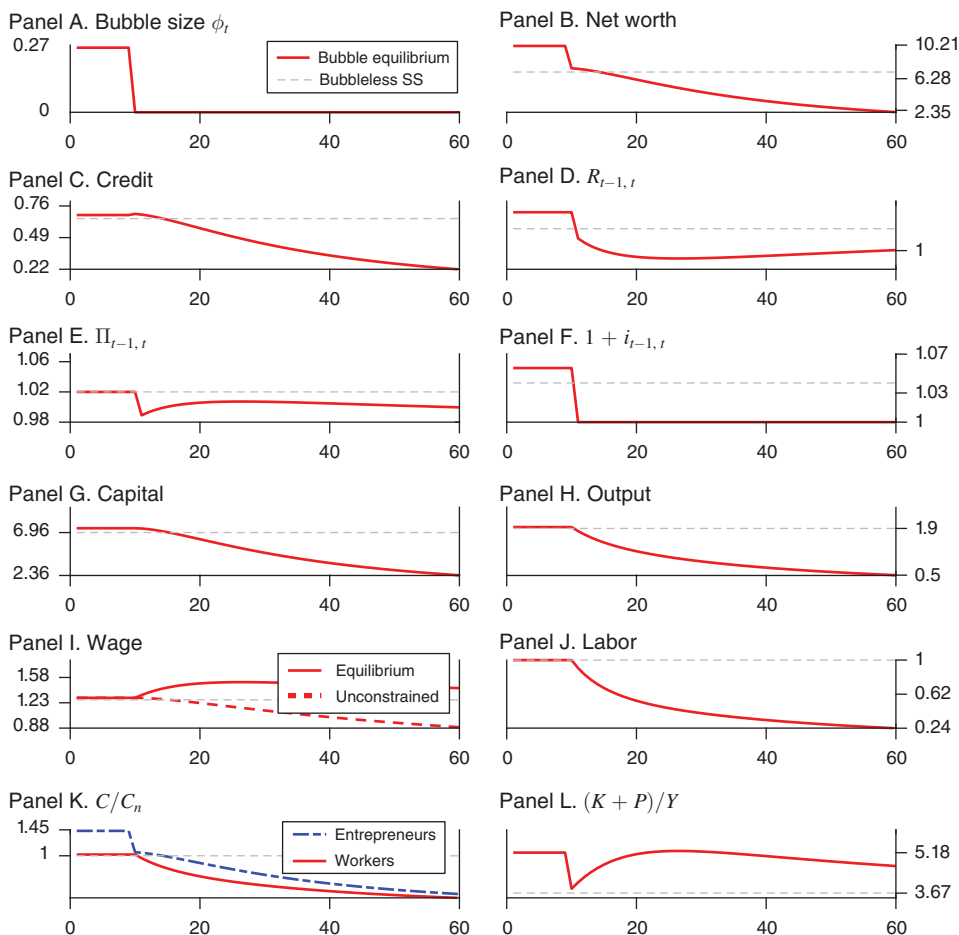 Panel A. Bubble size ϕt
0.27
0
Bubble equilibrium
Bubbleless SS
0 20 40 60
Panel B. Net worth
10.21
6.28
2.35
0 20 40 60
Panel C. Credit
0.76
0.49
0.22
0 20 40 60
Panel D. Rt−1, t
1
0 20 40 60
Panel E. Πt−1, t
1.06
1.02
0.98
0 20 40 60
Panel F. 1 + it−1, t
1.07
1.03
1
0 20 40 60
Panel G. Capital
6.96
2.36
0 20 40 60
Panel H. Output
1.9
0.5
0 20 40 60
Panel I. Wage
1.58
1.23
0.88
Equilibrium
Unconstrained
0 20 40 60
Panel J. Labor
1
0.62
0.24
0 20 40 60
Panel K. C/Cn
1.45
1
Entrepreneurs
Workers
0 20 40 60
Panel L. (K + P)/Y
5.18
3.67
0 20 40 60